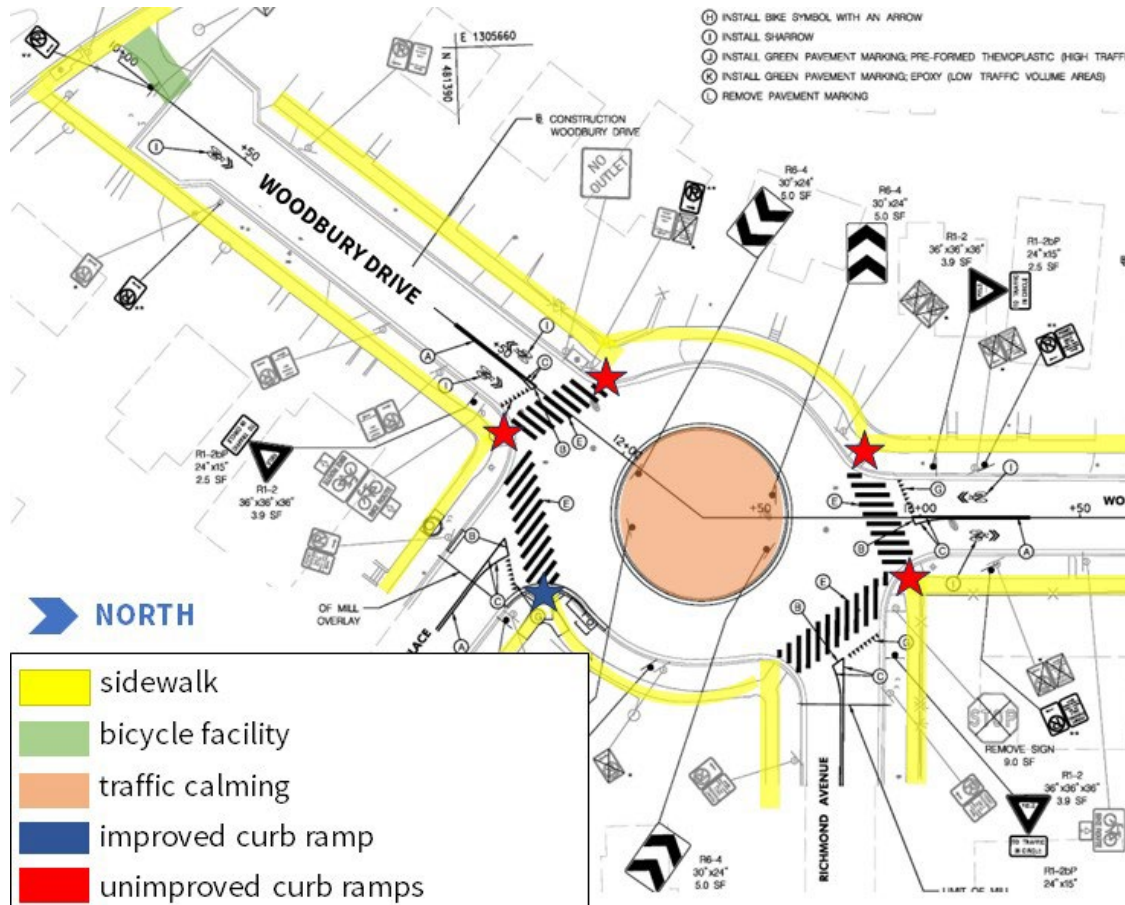 Ⓗ INSTALL BIKE SYMBOL WITH AN ARROW
Ⓘ INSTALL SHARROW
Ⓙ INSTALL GREEN PAVEMENT MARKING; PRE-FORMED THEMOPLASTIC (HIGH TRAFFI
Ⓚ INSTALL GREEN PAVEMENT MARKING; EPOXY (LOW TRAFFIC VOLUME AREAS)
Ⓛ REMOVE PAVEMENT MARKING
E 1305660
N 481390
10+00
+50
I
CONSTRUCTION
WOODBURY DRIVE
NO
OUTLET
WOODBURY DRIVE
R6-4
30"x24"
5.0 SF
R6-4
30"x24"
5.0 SF
R1-2
36"x36"x36"
3.9 SF
R1-2bP
24"x15"
2.5 SF
A
+50
I
C
I
B
E
12+00
+50
E
G
I
13+00
WO
+50
B
C
A
I
R1-2bP
24"x15"
2.5 SF
R1-2
36"x36"x36"
3.9 SF
E
B
C
OF MILL
OVERLAY
LACE
A
E
B
G
C
NORTH
sidewalk
bicycle facility
traffic calming
improved curb ramp
unimproved curb ramps
STOP
REMOVE SIGN
9.0 SF
R1-2
36"x36"x36"
3.9 SF
R1-2bP
24"x15"
RICHMOND AVENUE
LIMIT OF MILL
R6-4
30"x24"
5.0 SF